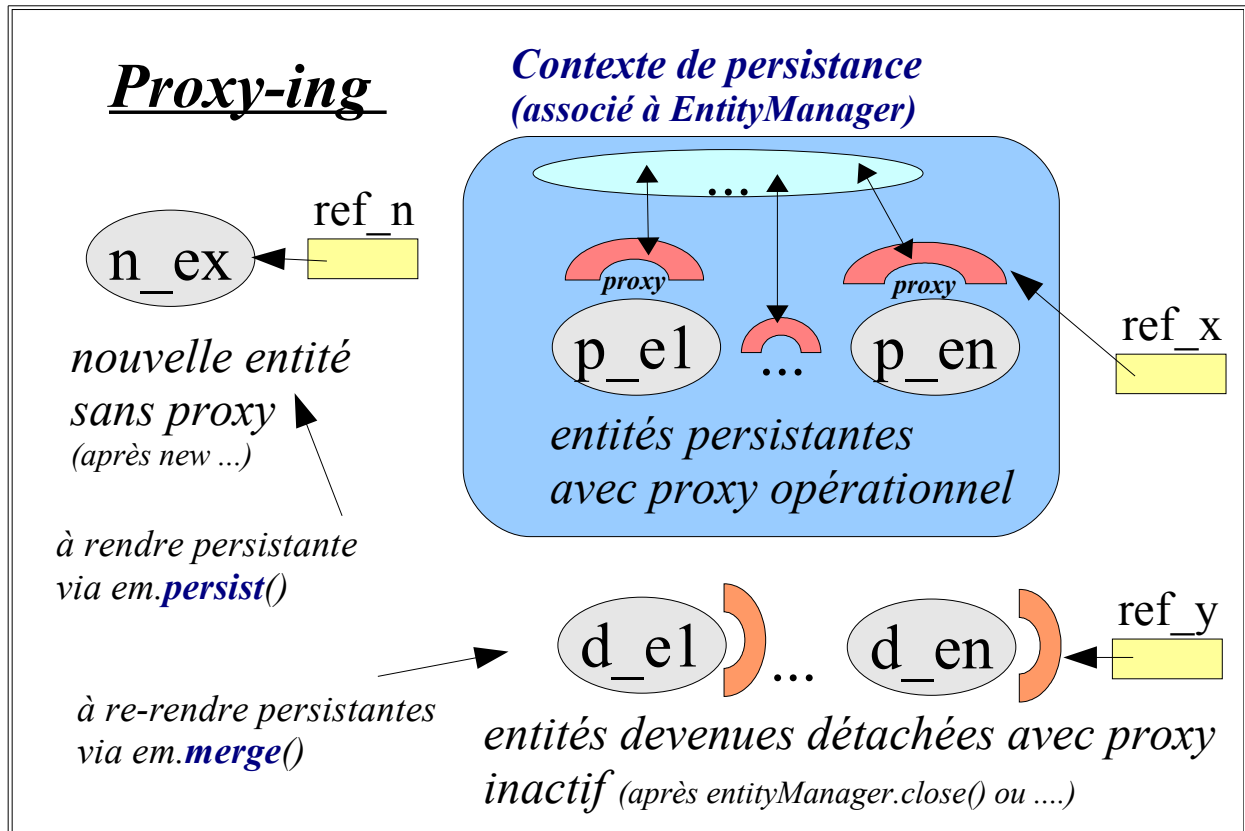 Proxy-ing
Contexte de persistance
(associé à EntityManager)
...
ref_n
n_ex
proxy
proxy
p_e1
...
p_en
ref_x
nouvelle entité
sans proxy
(après new ...)
entités persistantes
avec proxy opérationnel
à rendre persistante
via em.persist()
d_e1
...
d_en
ref_y
à re-rendre persistantes
via em.merge()
entités devenues détachées avec proxy
inactif (après entityManager.close() ou ....)